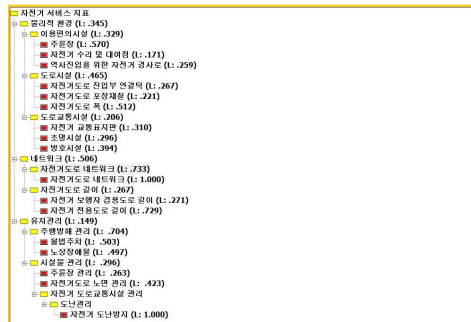 자전거 서비스 지표
물리적 환경 (L: .345)
이용편의시설 (L: .329)
주륜장 (L: .570)
자전거 수리 및 대여점 (L: .171)
역사진입을 위한 자전거 경사로 (L: .259)
도로시설 (L: .465)
자전거도로 진입부 연결턱 (L: .267)
자전거도로 포장재질 (L: .221)
자전거도로 폭 (L: .512)
도로교통시설 (L: .206)
자전거 교통표지판 (L: .310)
조명시설 (L: .296)
방호시설 (L: .394)
네트워크 (L: .506)
자전거도로 네트워크 (L: .733)
자전거도로 네트워크 (L: 1.000)
자전거도로 길이 (L: .267)
자전거 보행자 겸용도로 길이 (L: .271)
자전거 전용도로 길이 (L: .729)
유지관리 (L: .149)
주행방해 관리 (L: .704)
불법주차 (L: .503)
노상장애물 (L: .497)
시설물 관리 (L: .296)
주륜장 관리 (L: .263)
자전거도로 노면 관리 (L: .423)
자전거 도로교통시설 관리
도난관리
자전거 도난방지 (L: 1.000)